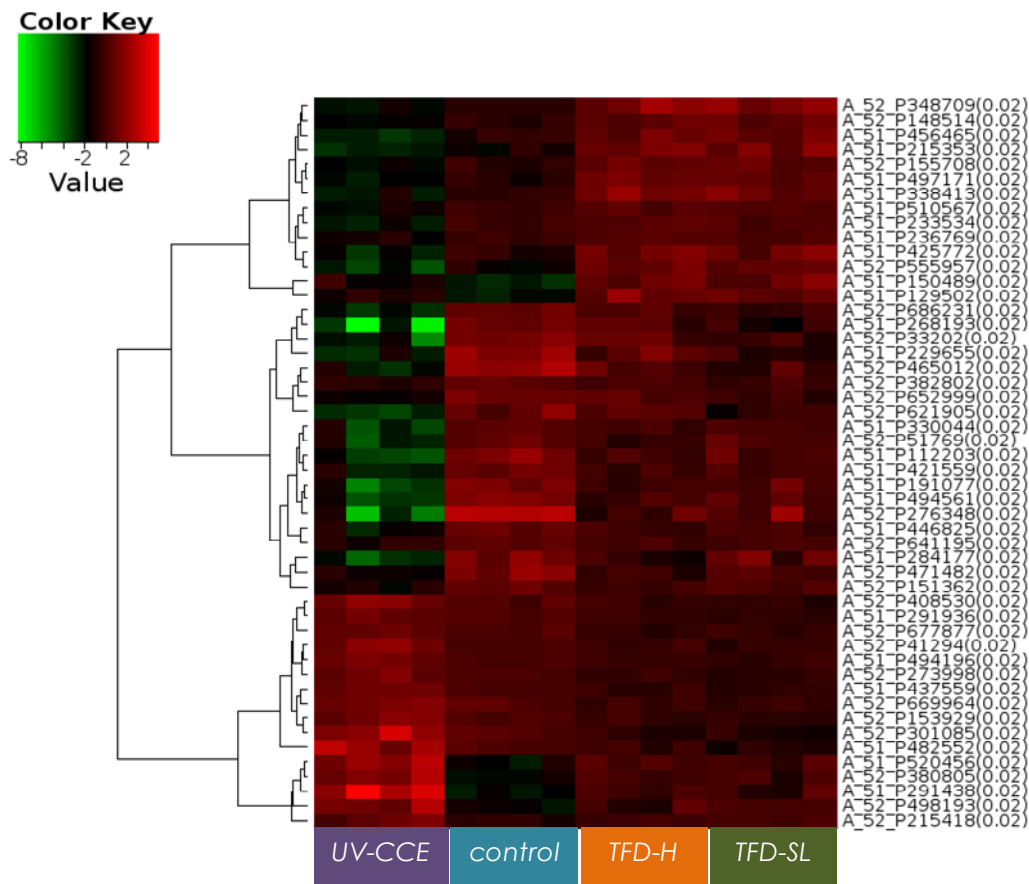 Color Key
-8 -2 2
Value
A_52_P348709(0.02)
A_52_P148514(0.02)
A_51_P456465(0.02)
A_51_P215353(0.02)
A_52_P155708(0.02)
A_51_P497171(0.02)
A_51_P338413(0.02)
A_51_P510567(0.02)
A_51_P233534(0.02)
A_51_P236769(0.02)
A_51_P425772(0.02)
A_52_P555957(0.02)
A_51_P150489(0.02)
A_51_P129502(0.02)
A_52_P686231(0.02)
A_51_P268193(0.02)
A_52_P33202(0.02)
A_51_P229655(0.02)
A_52_P465012(0.02)
A_52_P382802(0.02)
A_52_P652999(0.02)
A_52_P621905(0.02)
A_51_P330044(0.02)
A_52_P51769(0.02)
A_51_P112203(0.02)
A_51_P421559(0.02)
A_51_P191077(0.02)
A_51_P494561(0.02)
A_52_P276348(0.02)
A_51_P446825(0.02)
A_52_P641195(0.02)
A_51_P284177(0.02)
A_52_P471482(0.02)
A_52_P151362(0.02)
A_52_P408530(0.02)
A_51_P291936(0.02)
A_52_P677877(0.02)
A_52_P41294(0.02)
A_51_P494196(0.02)
A_52_P273998(0.02)
A_51_P437559(0.02)
A_52_P669964(0.02)
A_52_P153929(0.02)
A_52_P301085(0.02)
A_51_P482552(0.02)
A_51_P520456(0.02)
A_52_P380805(0.02)
A_51_P291438(0.02)
A_52_P498193(0.02)
A_52_P215418(0.02)
UV-CCE control TFD-H TFD-SL